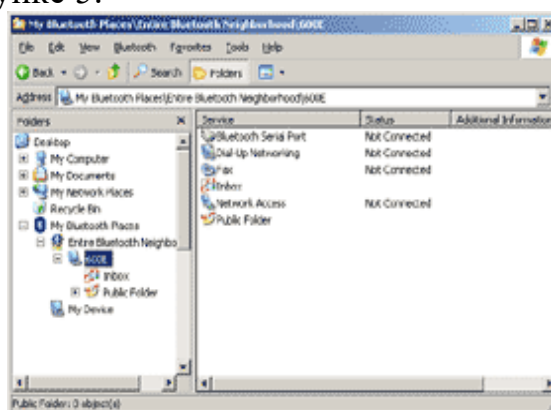 My Bluetooth Places\Entire Bluetooth Neighborhood\600E
File Edit View Bluetooth Favorites Tools Help
Back Search Folders
Address My Bluetooth Places\Entire Bluetooth Neighborhood\600E
Folders
Desktop
My Computer
My Documents
My Network Places
Recycle Bin
My Bluetooth Places
Entire Bluetooth Neighbo
600E
Inbox
Public Folder
My Device
Service Status Additional Information
Bluetooth Serial Port Not Connected
Dial-Up Networking Not Connected
Fax Not Connected
Inbox
Network Access Not Connected
Public Folder
Public Folder: 0 object(s)